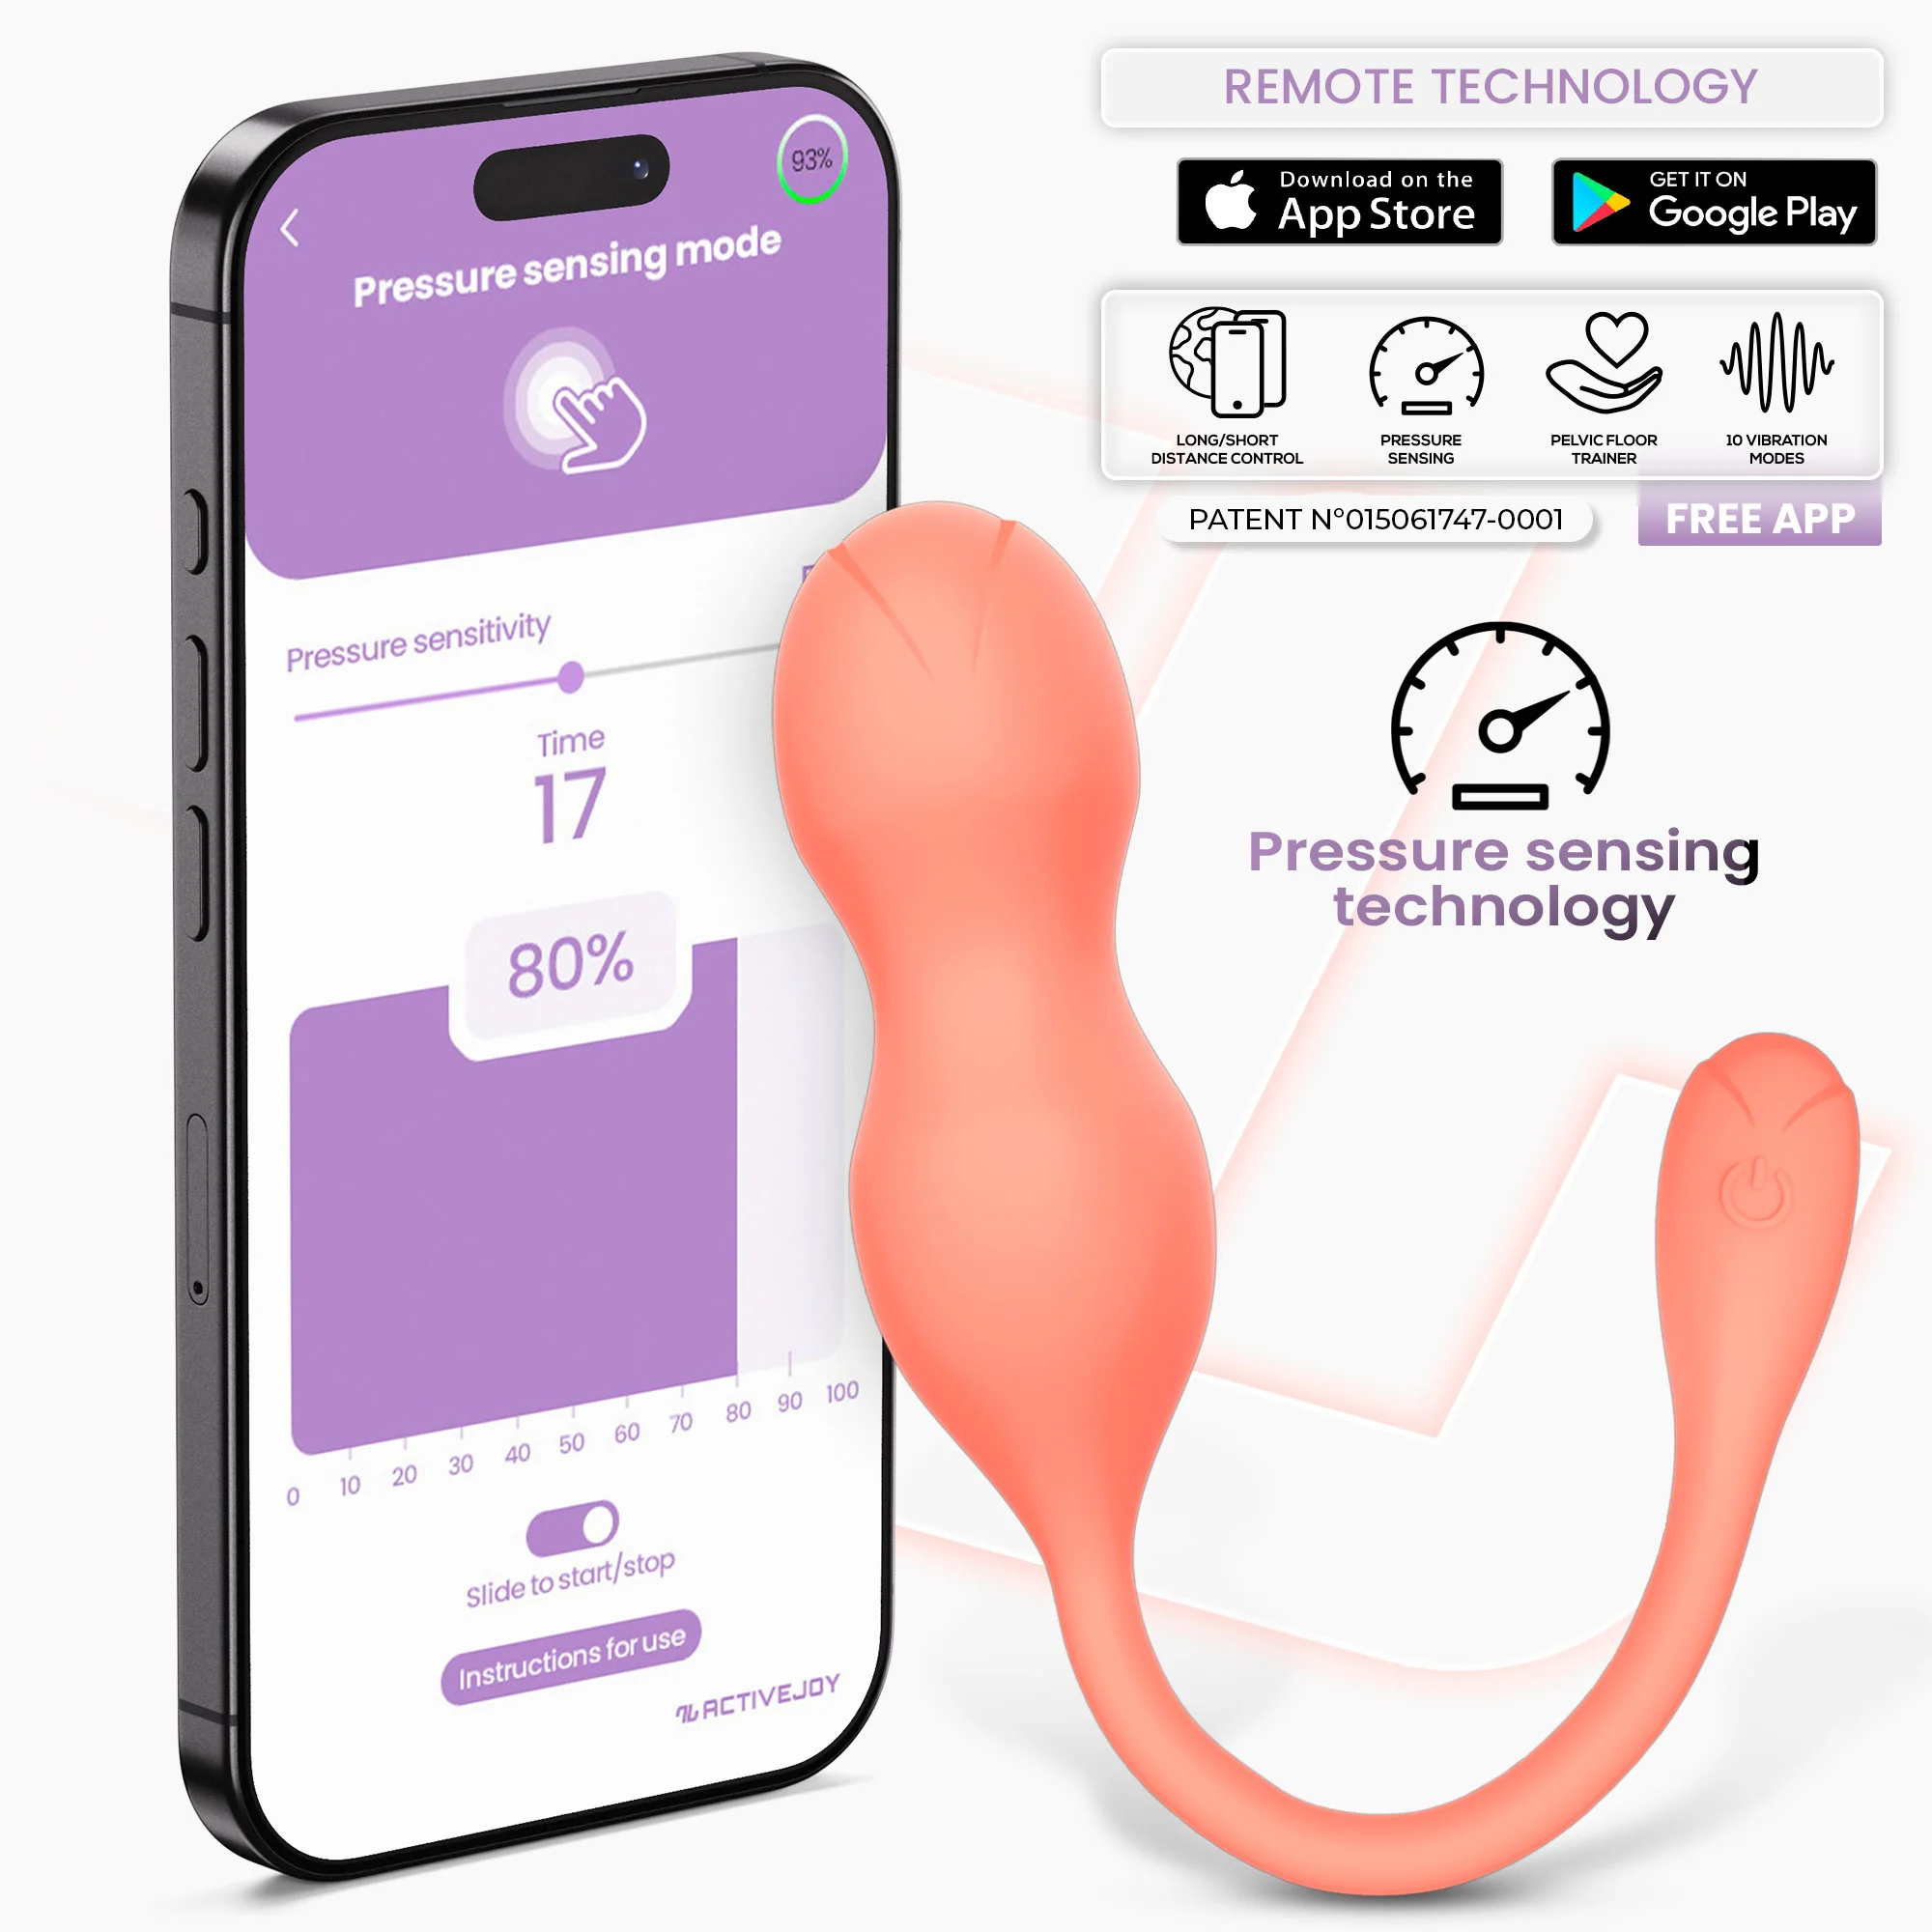 93%
Pressure sensing mode
Pressure sensitivity
Time
17
80%
0 10 20 30 40 50 60 70 80 90 100
Slide to start/stop
Instructions for use
ACTIVEJOY
REMOTE TECHNOLOGY
Download on the
App Store
GET IT ON
Google Play
LONG/SHORT
DISTANCE CONTROL
PRESSURE
SENSING
PELVIC FLOOR
TRAINER
10 VIBRATION
MODES
PATENT Nº015061747-0001
FREE APP
Pressure sensing
technology